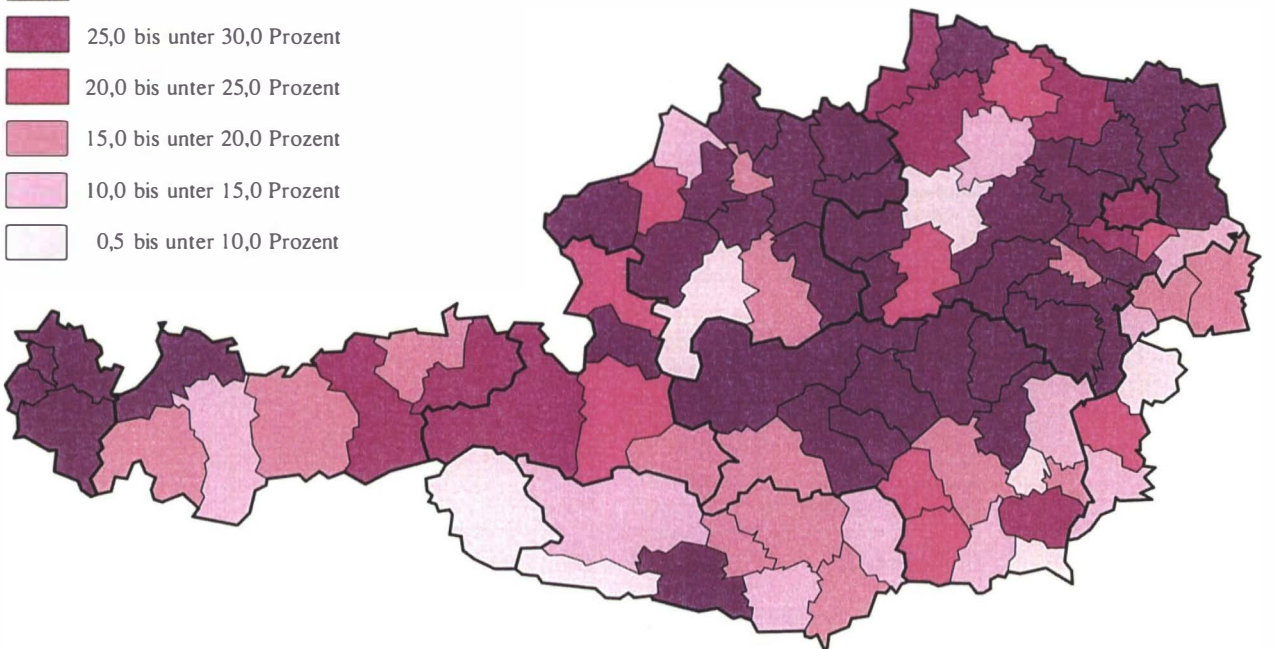 25,0 bis unter 30,0 Prozent
20,0 bis unter 25,0 Prozent
15,0 bis unter 20,0 Prozent
10,0 bis unter 15,0 Prozent
0,5 bis unter 10,0 Prozent